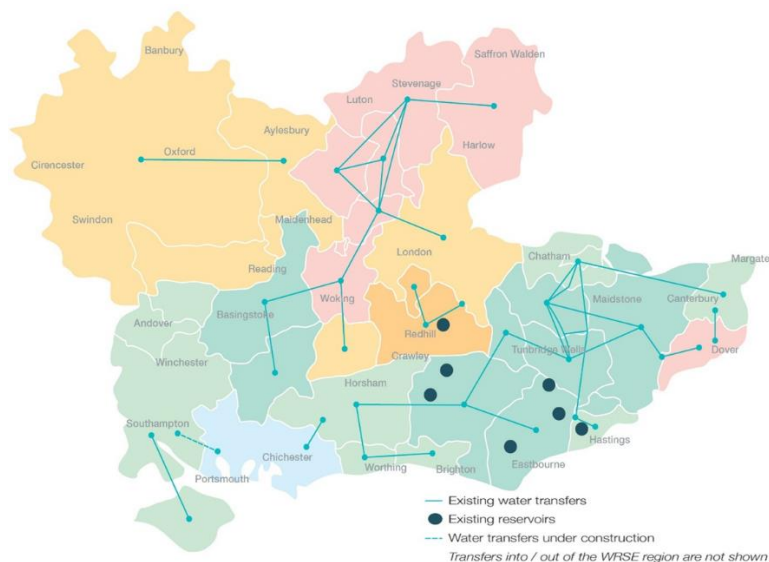 Banbury
Saffron Walden
Stevenage
Luton
Aylesbury
Oxford
Harlow
Cirencester
Swindon
Maidenhead
London
Reading
Chatham
Margate
Woking
Maidstone
Canterbury
Andover
Basingstoke
Redhill
Tunbridge Wells
Dover
Crawley
Winchester
Horsham
Southampton
Hastings
Chichester
Worthing
Brighton
Eastbourne
Portsmouth
Existing water transfers
Existing reservoirs
Water transfers under construction
Transfers into / out of the WRSE region are not shown